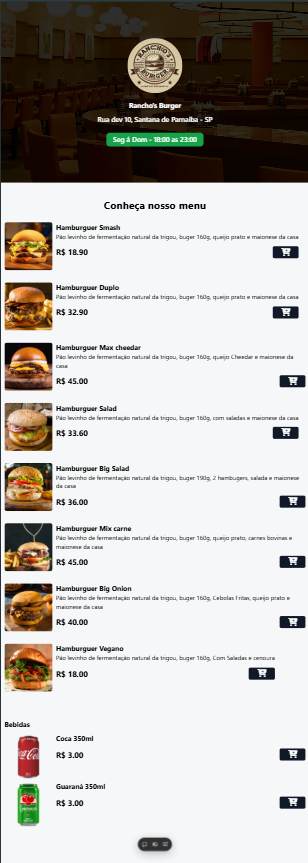 RANCHIO'S
BURGER
Rancho's Burger
Rua dev 10, Santana de Parnaíba - SP
Seg á Dom - 18:00 as 23:00
Conheça nosso menu
Hamburguer Smash
Pão levinho de fermentação natural da trigou, buger 160g, queijo prato e maionese da casa
R$ 18.90
Hamburguer Duplo
Pão levinho de fermentação natural da trigou, buger 160g, queijo prato e maionese da casa
R$ 32.90
Hamburguer Max cheedar
Pão levinho de fermentação natural da trigou, buger 160g, queijo Cheedar e maionese da
casa
R$ 45.00
Hamburguer Salad
Pão levinho de fermentação natural da trigou, buger 160g, com saladas e maionese da casa
R$ 33.60
Hamburguer Big Salad
Pão levinho de fermentação natural da trigou, buger 190g, 2 hambugers, salada e maionese
da casa
R$ 36.00
Hamburguer Mix carne
Pão levinho de fermentação natural da trigou, buger 160g, queijo prato, carnes bovinas e
maionese da casa
R$ 45.00
Hamburguer Big Onion
Pão levinho de fermentação natural da trigou, buger 160g, Cebolas Fritas, queijo prato e
maionese da casa
R$ 40.00
Hamburguer Vegano
Pão levinho de fermentação natural da trigou, buger 160g, Com Saladas e cenoura
R$ 18.00
Bebidas
Coca 350ml
R$ 3.00
Guaraná 350ml
R$ 3.00